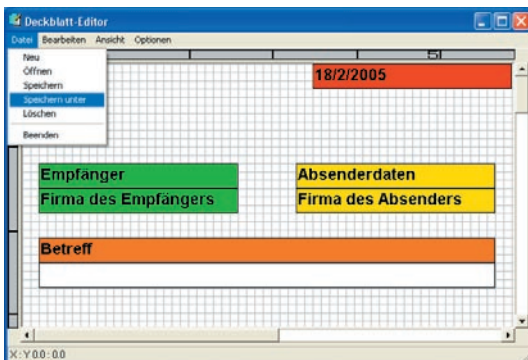 Deckblatt-Editor
Datei Bearbeiten Ansicht Optionen
Neu
Öffnen
Speichern
Speichern unter
Löschen
Beenden
5
18/2/2005
Empfänger
Absenderdaten
Firma des Empfängers
Firma des Absenders
Betreff
X : Y 0.0 : 0.0